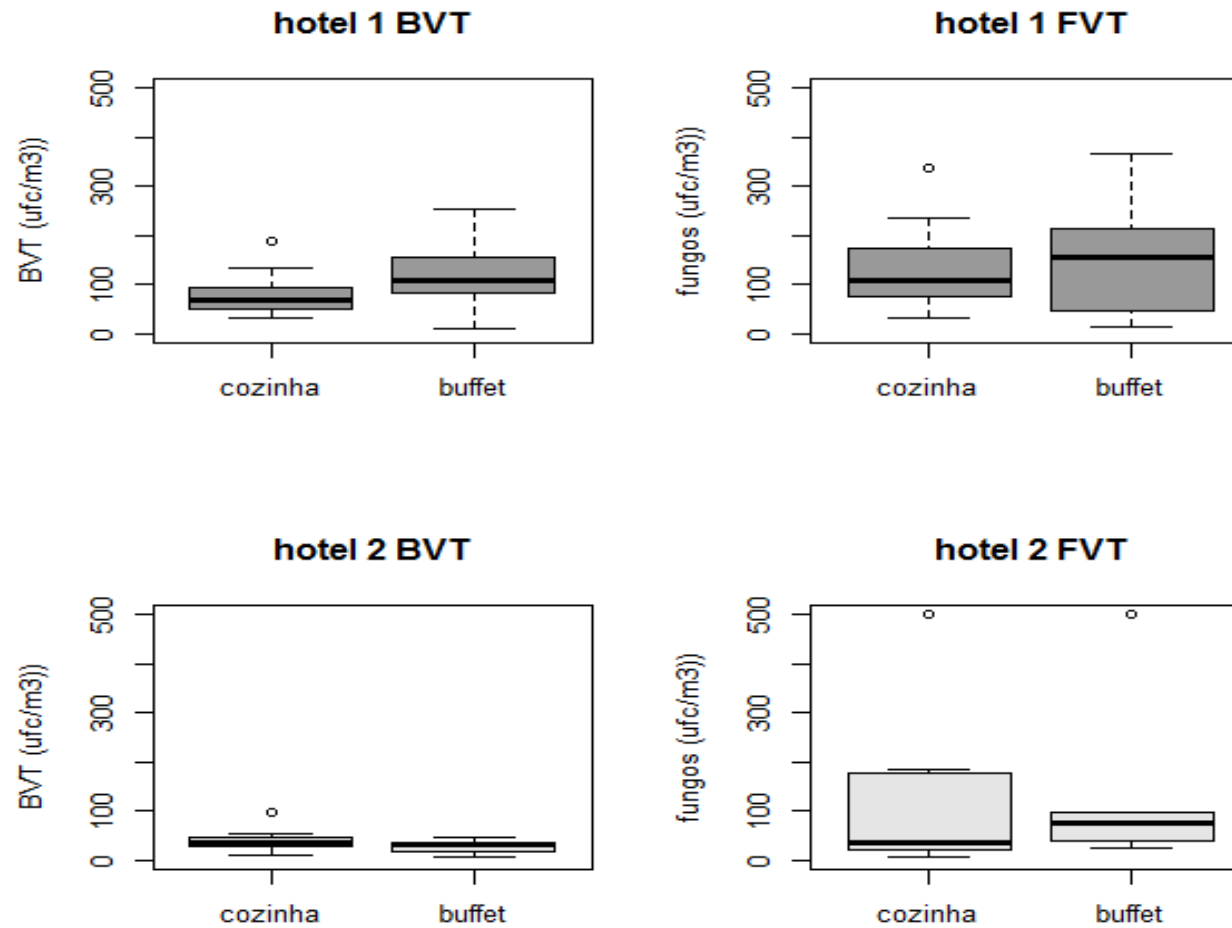 hotel 1 BVT
BVT (ufc/m3))
500
300
100
0
cozinha buffet
hotel 1 FVT
fungos (ufc/m3))
500
300
100
0
cozinha buffet
hotel 2 BVT
BVT (ufc/m3))
500
300
100
0
cozinha buffet
hotel 2 FVT
fungos (ufc/m3))
500
300
100
0
cozinha buffet